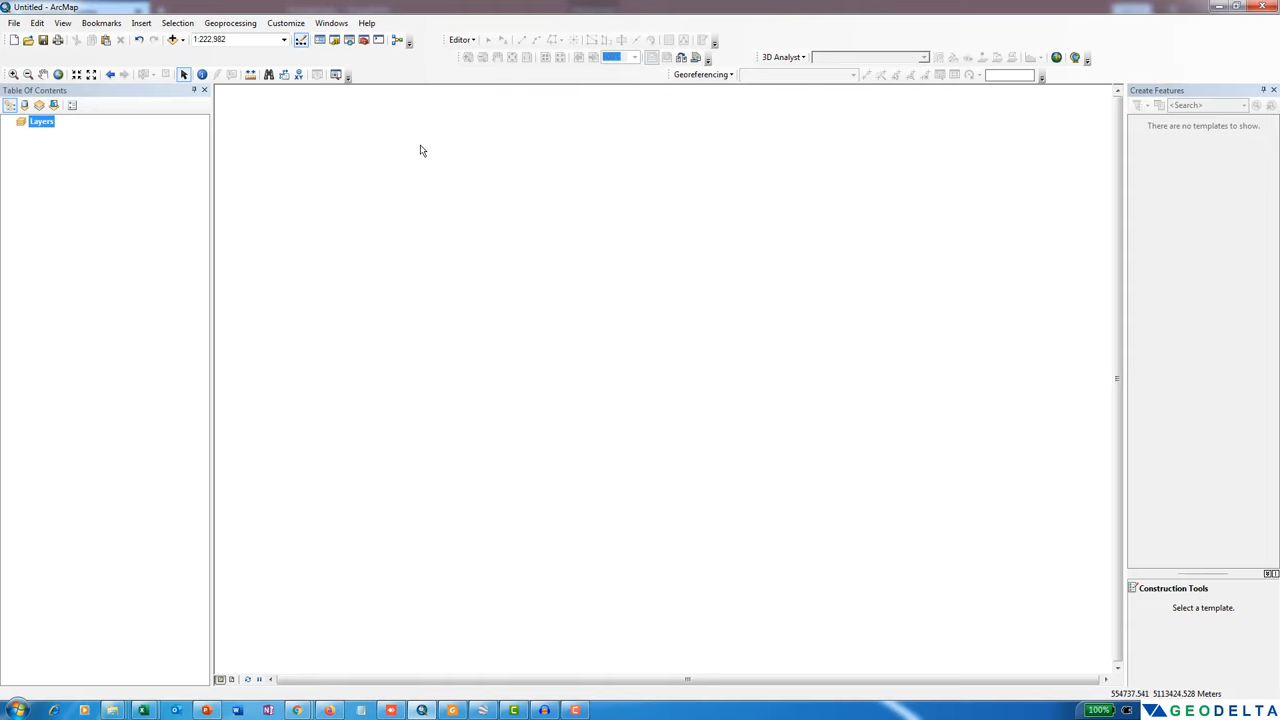 Untitled - ArcMap
File Edit View Bookmarks Insert Selection Geoprocessing Customize Windows Help
1:222,982 Editor
3D Analyst
Georeferencing
Table Of Contents
Layers
Create Features
<Search>
There are no templates to show.
Construction Tools
Select a template.
554737.541 5113424.528 Meters
100%
GEODELTA